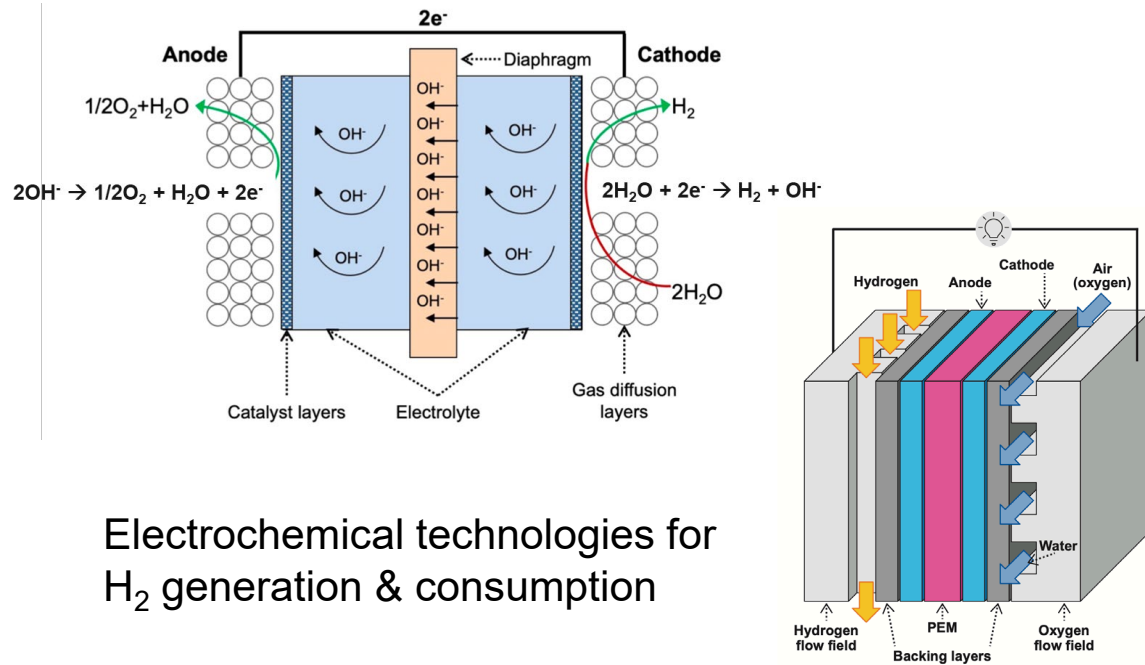 2e⁻
Anode
Cathode
Diaphragm
1/2O₂+H₂O
H₂
OH⁻
OH⁻
OH⁻
OH⁻
OH⁻
OH⁻
OH⁻
OH⁻
OH⁻
OH⁻
OH⁻
OH⁻
OH⁻
2OH⁻ → 1/2O₂ + H₂O + 2e⁻
2H₂O + 2e⁻ → H₂ + OH⁻
2H₂O
Catalyst layers
Electrolyte
Gas diffusion
layers
Hydrogen
Anode
Cathode
Air
(oxygen)
Water
Hydrogen
flow field
PEM
Backing layers
Oxygen
flow field
Electrochemical technologies for
H₂ generation & consumption